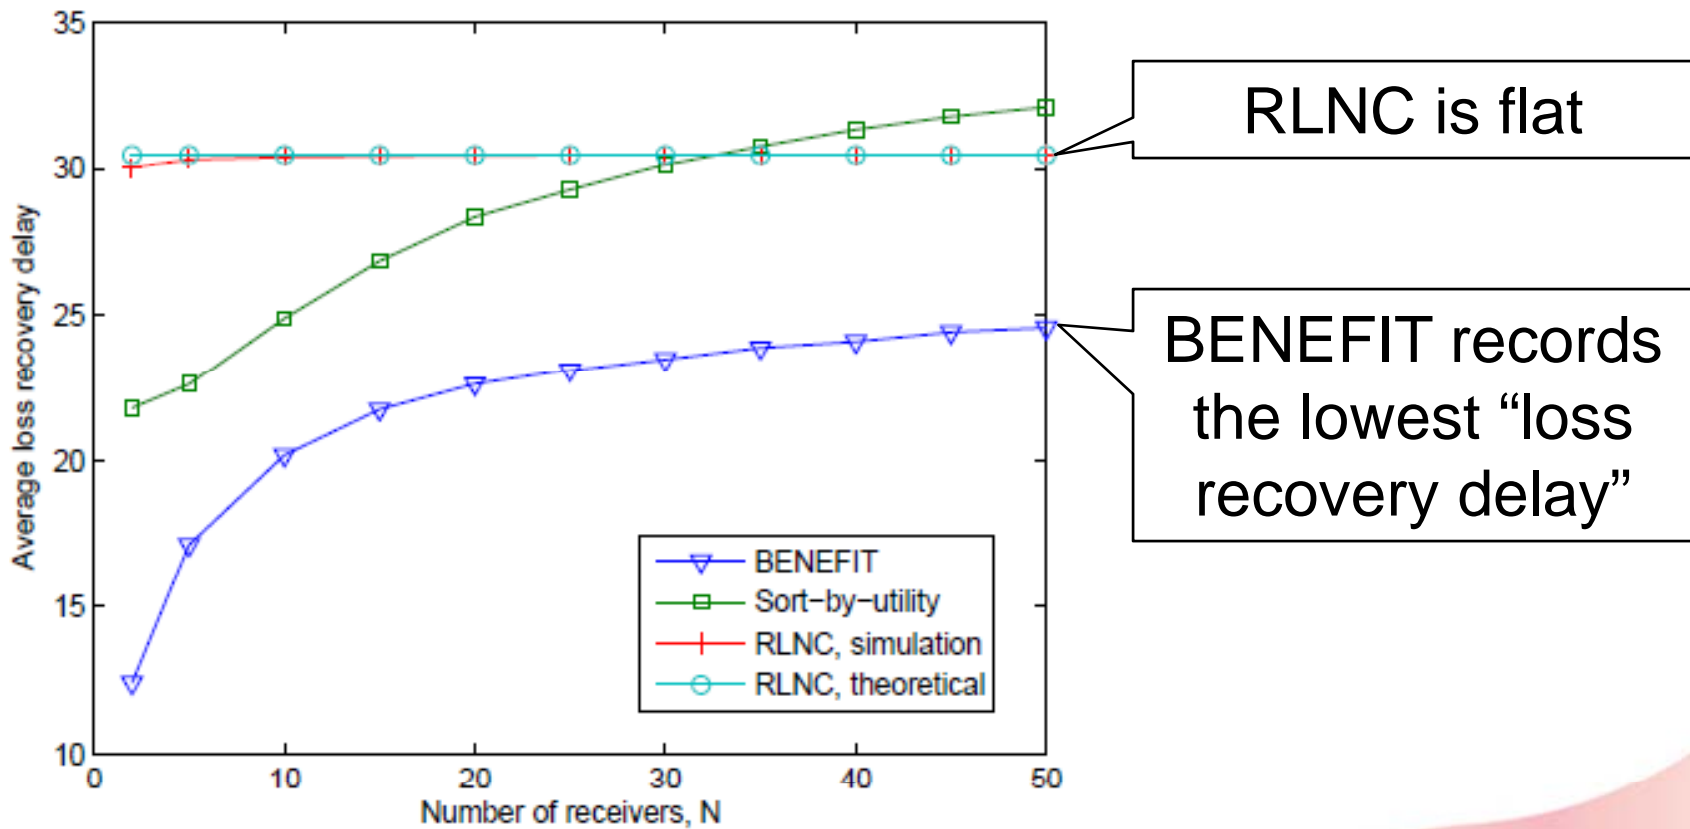 35
30
25
20
15
10
0
10
20
30
40
50
Average loss recovery delay
Number of receivers, N
BENEFIT
Sort-by-utility
RLNC, simulation
RLNC, theoretical
RLNC is flat
BENEFIT records
the lowest “loss
recovery delay”